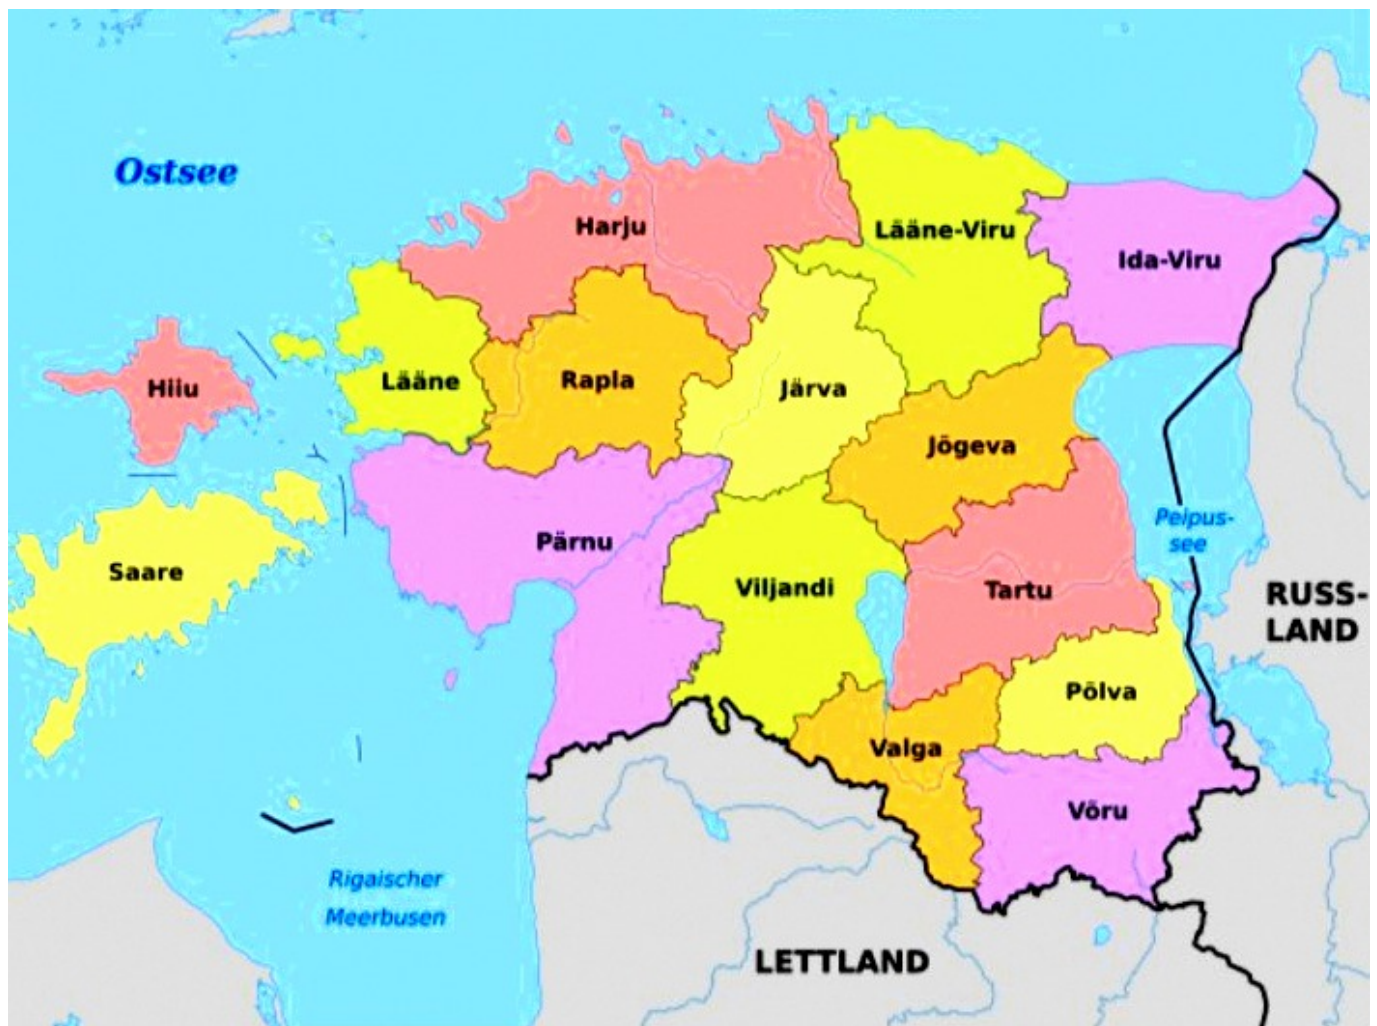 Ostsee
Harju
Lääne-Viru
Ida-Viru
Hiiu
Lääne
Rapla
Järva
Jõgeva
Peipus-
see
Pärnu
Saare
Viljandi
Tartu
RUSS-
LAND
Põlva
Valga
Võru
Rigaischer
Meerbusen
LETTLAND